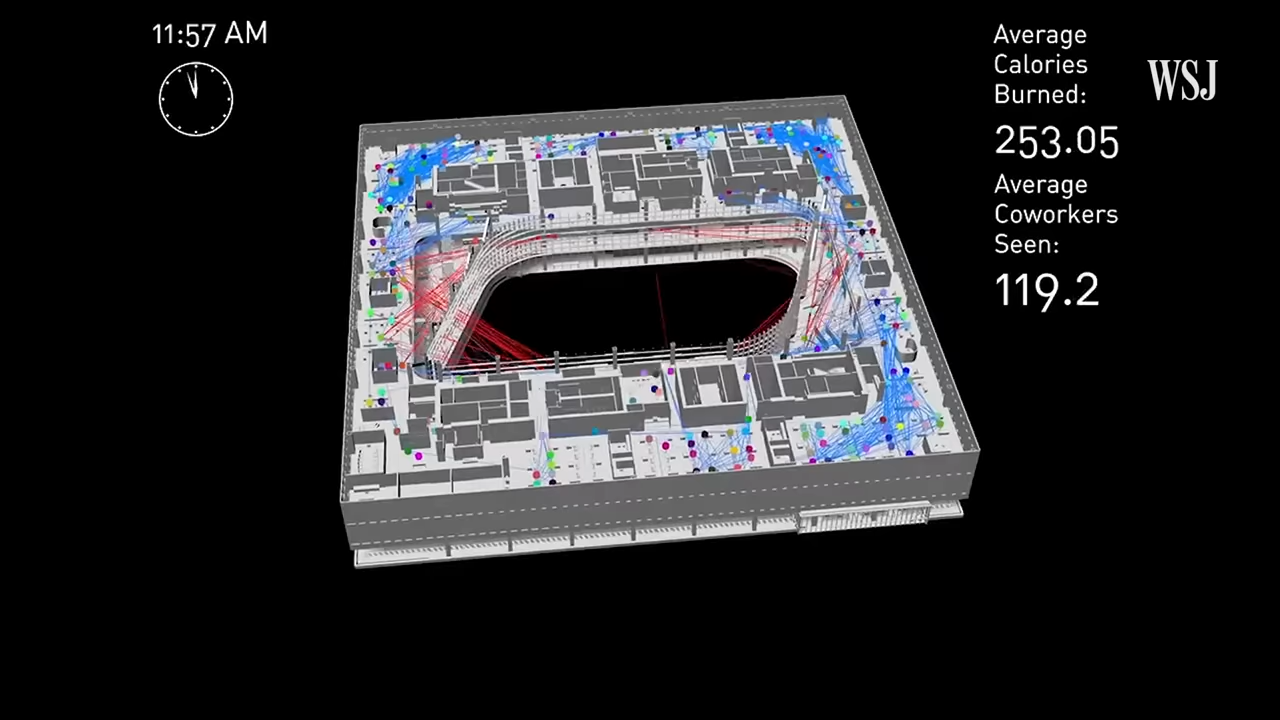 11:57 AM
Average
Calories
Burned:
253.05
Average
Coworkers
Seen:
119.2
WSJ